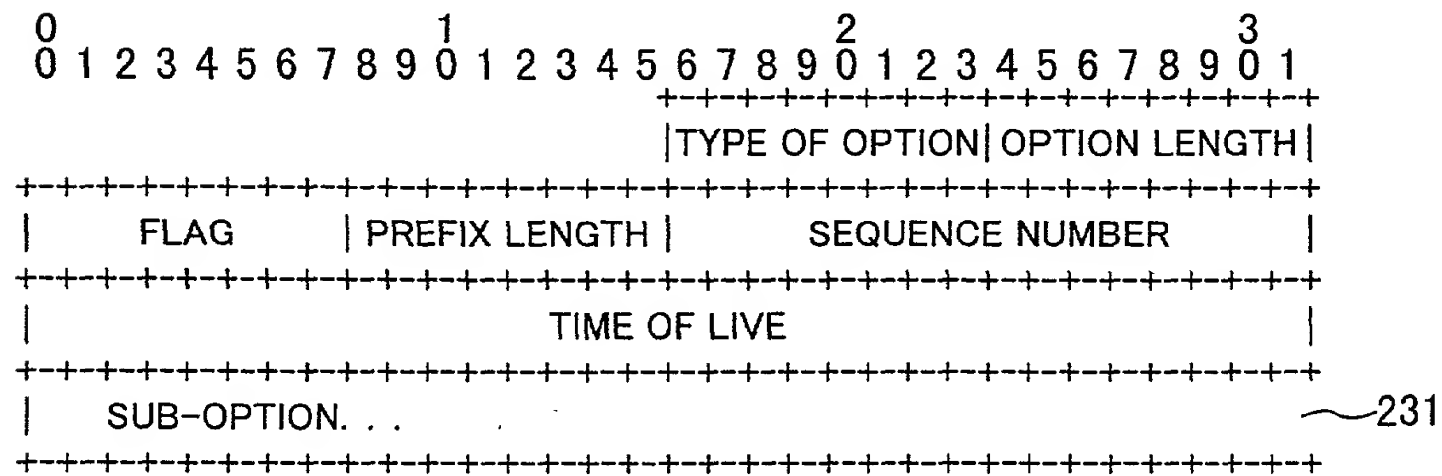 0 1 2 3
0 1 2 3 4 5 6 7 8 9 0 1 2 3 4 5 6 7 8 9 0 1 2 3 4 5 6 7 8 9 0 1
+-+-+-+-+-+-+-+-+-+-+-+-+-+-+-+-+
|TYPE OF OPTION| OPTION LENGTH|
+-+-+-+-+-+-+-+-+-+-+-+-+-+-+-+-+-+-+-+-+-+-+-+-+-+-+-+-+-+-+-+-+
| FLAG | PREFIX LENGTH | SEQUENCE NUMBER |
+-+-+-+-+-+-+-+-+-+-+-+-+-+-+-+-+-+-+-+-+-+-+-+-+-+-+-+-+-+-+-+-+
| TIME OF LIVE |
+-+-+-+-+-+-+-+-+-+-+-+-+-+-+-+-+-+-+-+-+-+-+-+-+-+-+-+-+-+-+-+-+
| SUB-OPTION. . . 231
+-+-+-+-+-+-+-+-+-+-+-+-+-+-+-+-+-+-+-+-+-+-+-+-+-+-+-+-+-+-+-+-+